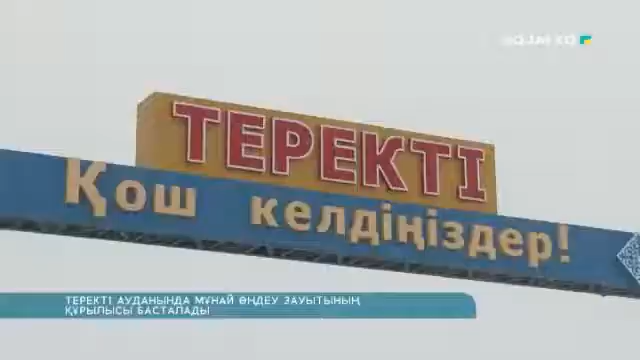 ТЕРЕКТІ
Қош келдіңіздер!
ТЕРЕКТІ АУДАНЫНДА МҰНАЙ ӨҢДЕУ ЗАУЫТЫНЫҢ
ҚҰРЫЛЫСЫ БАСТАЛАДЫ